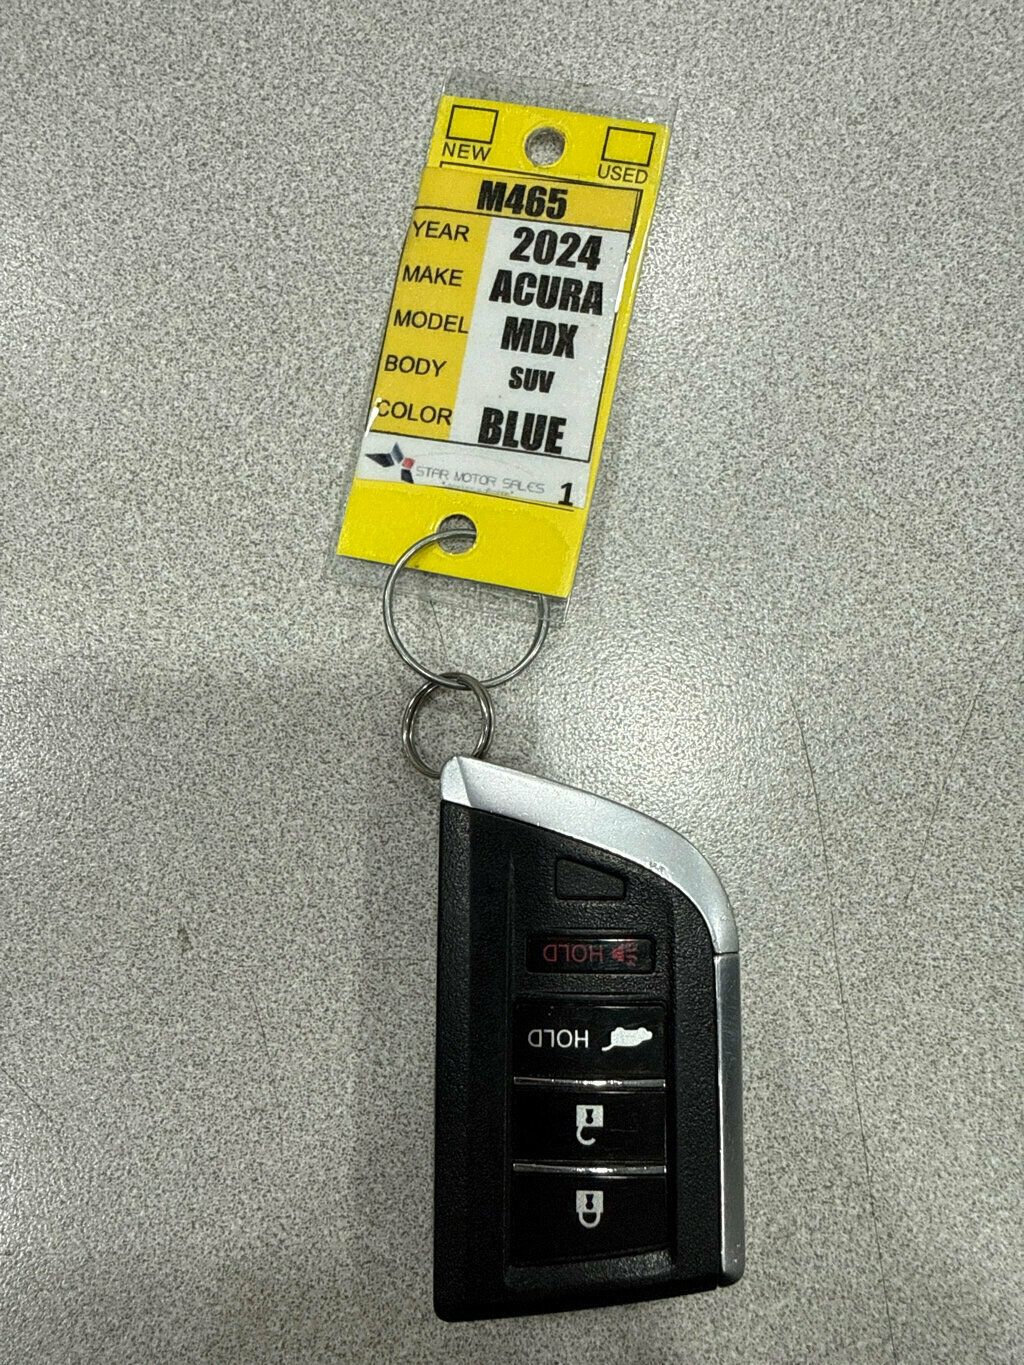 NEW USED
M465
YEAR 2024
MAKE ACURA
MODEL MDX
BODY SUV
COLOR BLUE
STAR MOTOR SALES 1
HOLD
HOLD